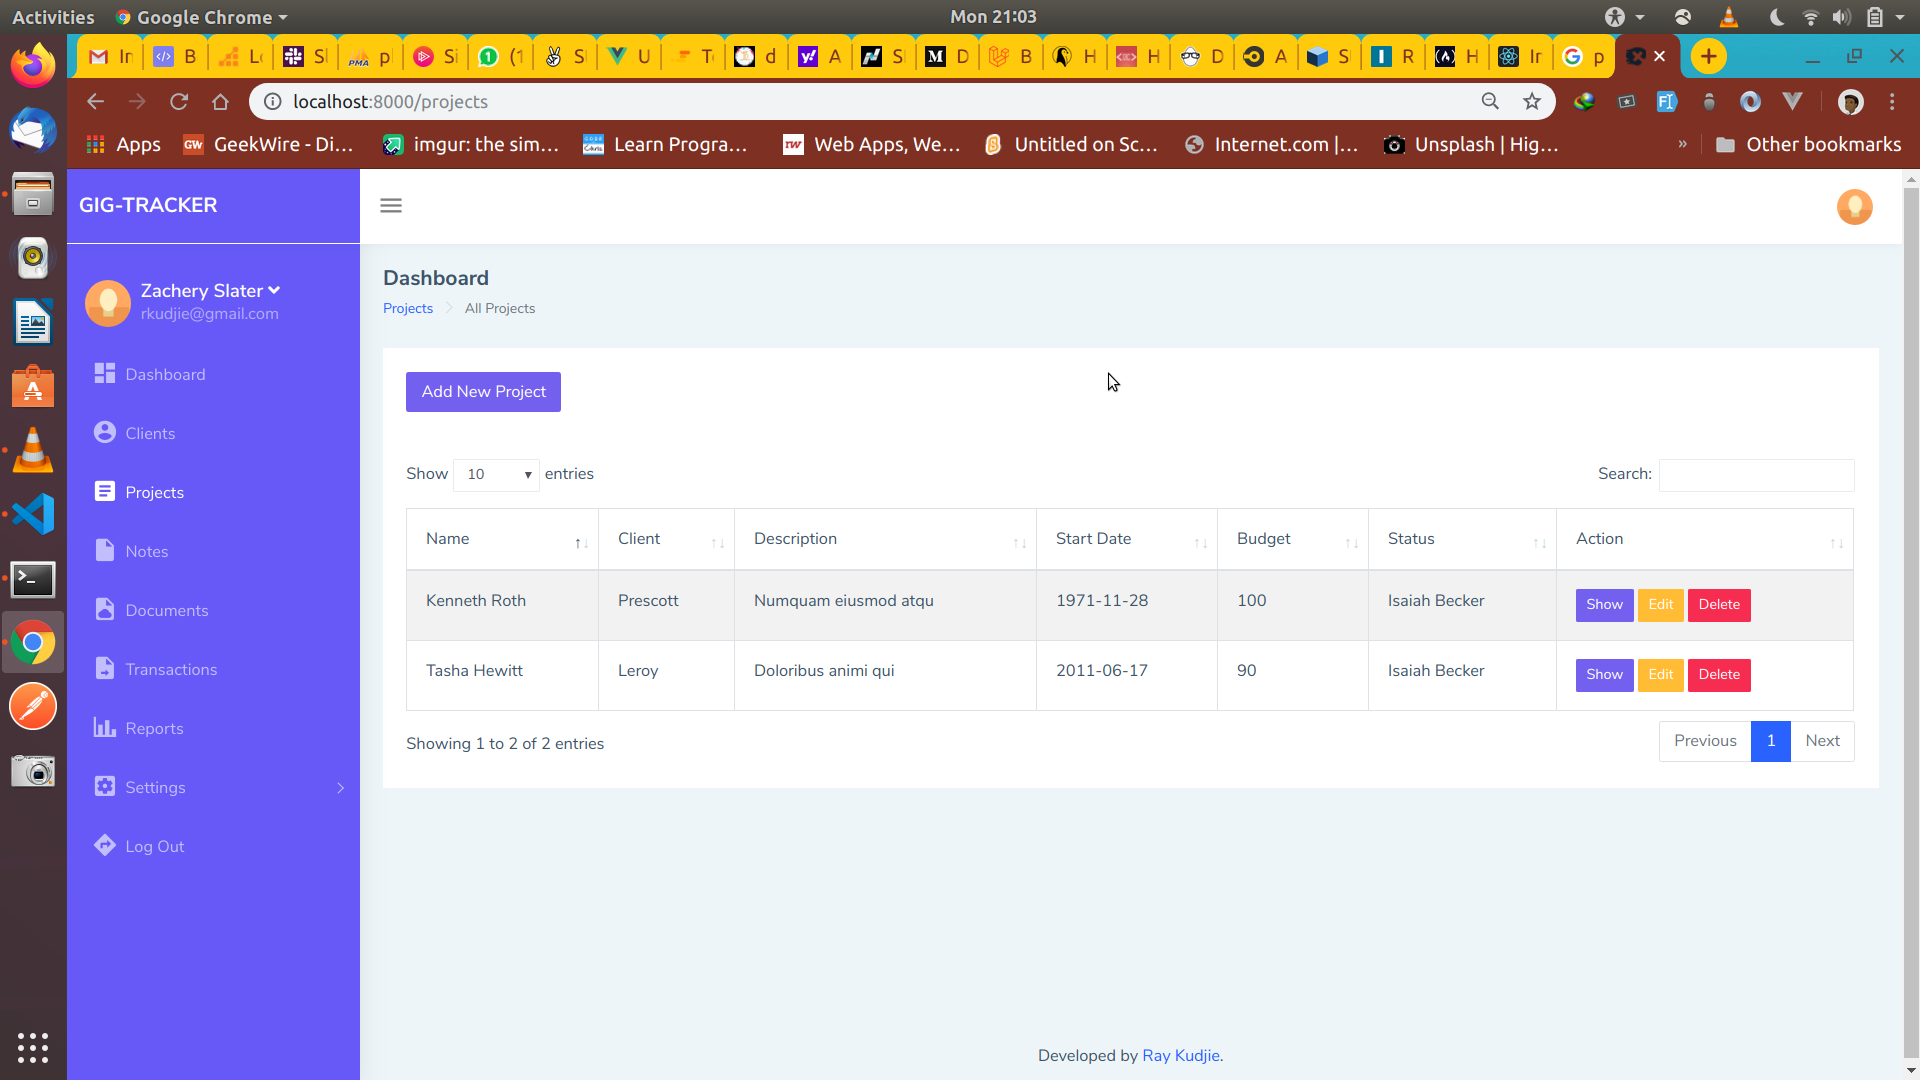 Activities Google Chrome Mon 21:03
Ir B Lo Sl p Si (1 S U T d A S D B H H D A S R H Ir p
localhost:8000/projects
Apps GeekWire - Di... imgur: the sim... Learn Progra... Web Apps, We... Untitled on Sc... Internet.com |... Unsplash | Hig... » Other bookmarks
GIG-TRACKER
Zachery Slater
rkudjie@gmail.com
Dashboard
Clients
Projects
Notes
Documents
Transactions
Reports
Settings
Log Out
Dashboard
Projects All Projects
Add New Project
Show 10 entries Search:
Name Client Description Start Date Budget Status Action
Kenneth Roth Prescott Numquam eiusmod atqu 1971-11-28 100 Isaiah Becker Show Edit Delete
Tasha Hewitt Leroy Doloribus animi qui 2011-06-17 90 Isaiah Becker Show Edit Delete
Showing 1 to 2 of 2 entries Previous 1 Next
Developed by Ray Kudjie.